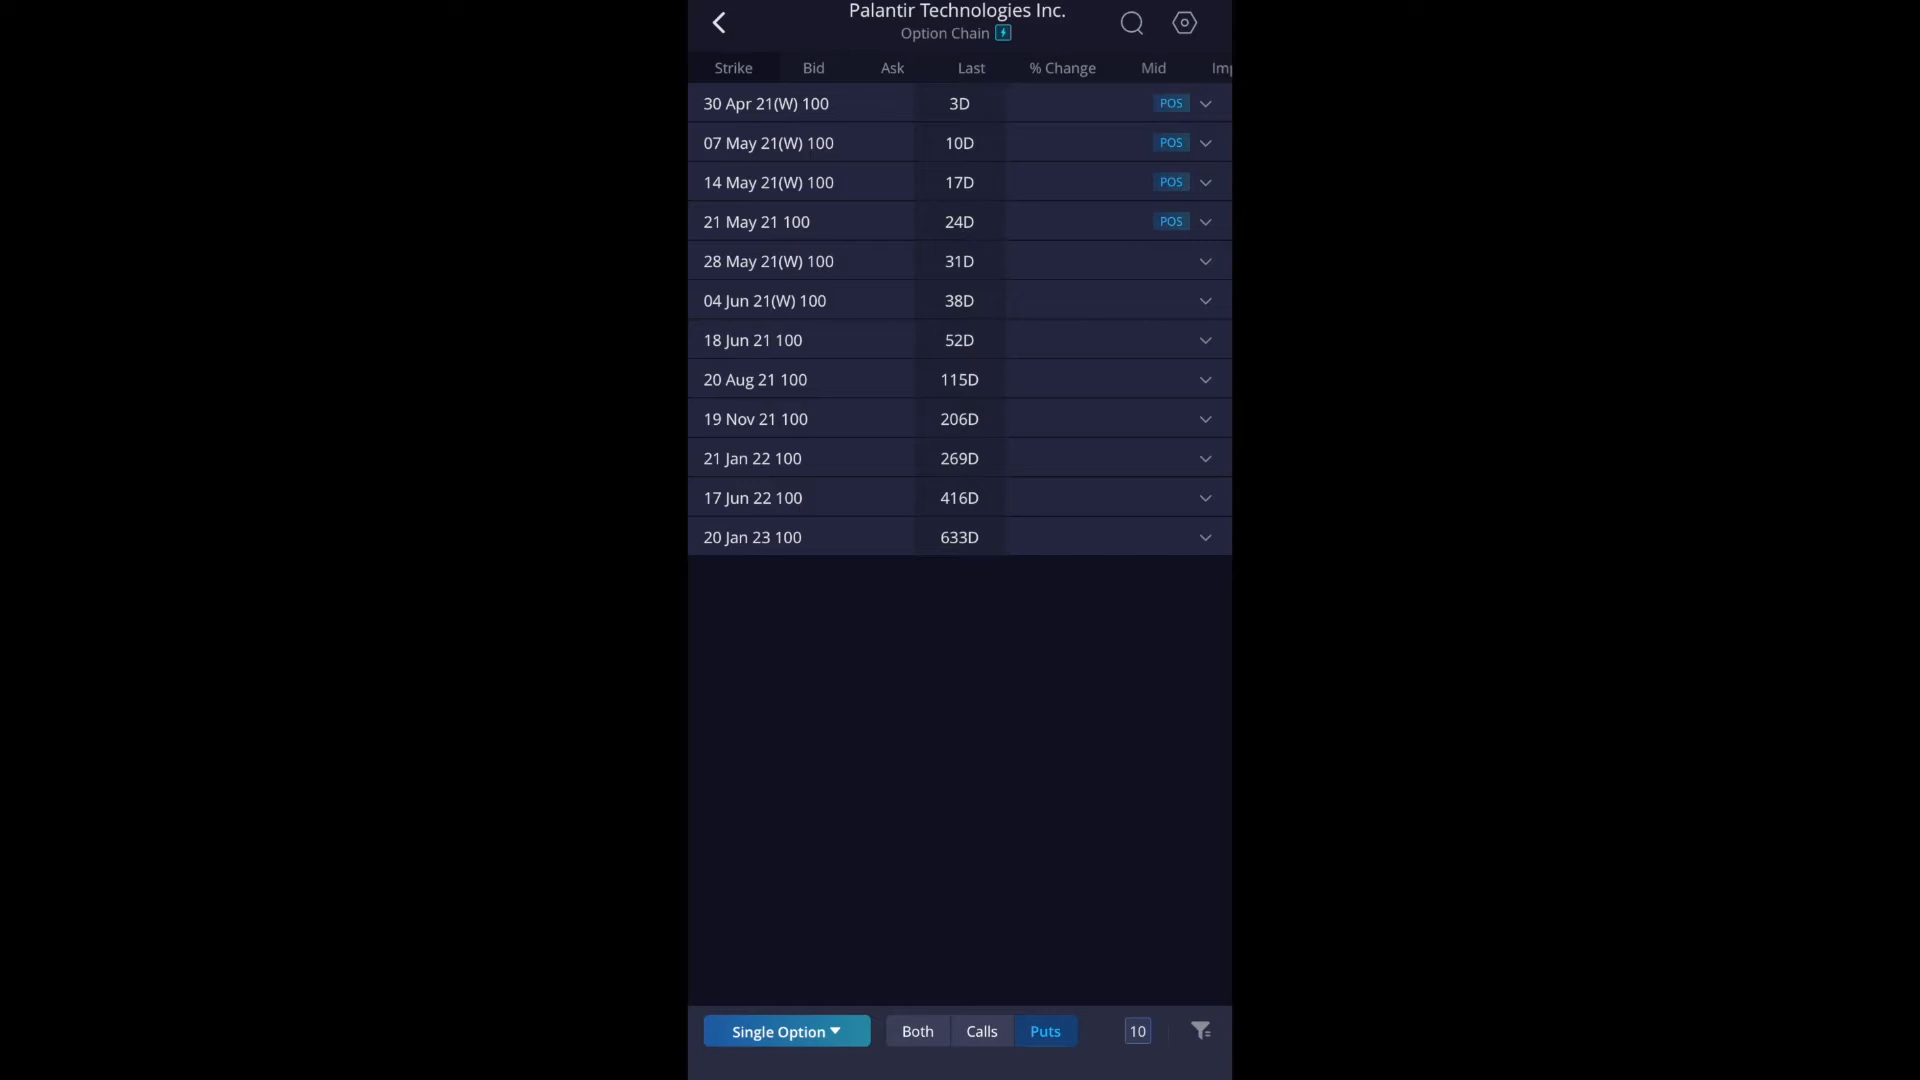 Palantir Technologies Inc.
Option Chain
Strike Bid Ask Last % Change Mid Imp
30 Apr 21(W) 100 3D POS
07 May 21(W) 100 10D POS
14 May 21(W) 100 17D POS
21 May 21 100 24D POS
28 May 21(W) 100 31D
04 Jun 21(W) 100 38D
18 Jun 21 100 52D
20 Aug 21 100 115D
19 Nov 21 100 206D
21 Jan 22 100 269D
17 Jun 22 100 416D
20 Jan 23 100 633D
Single Option Both Calls Puts 10